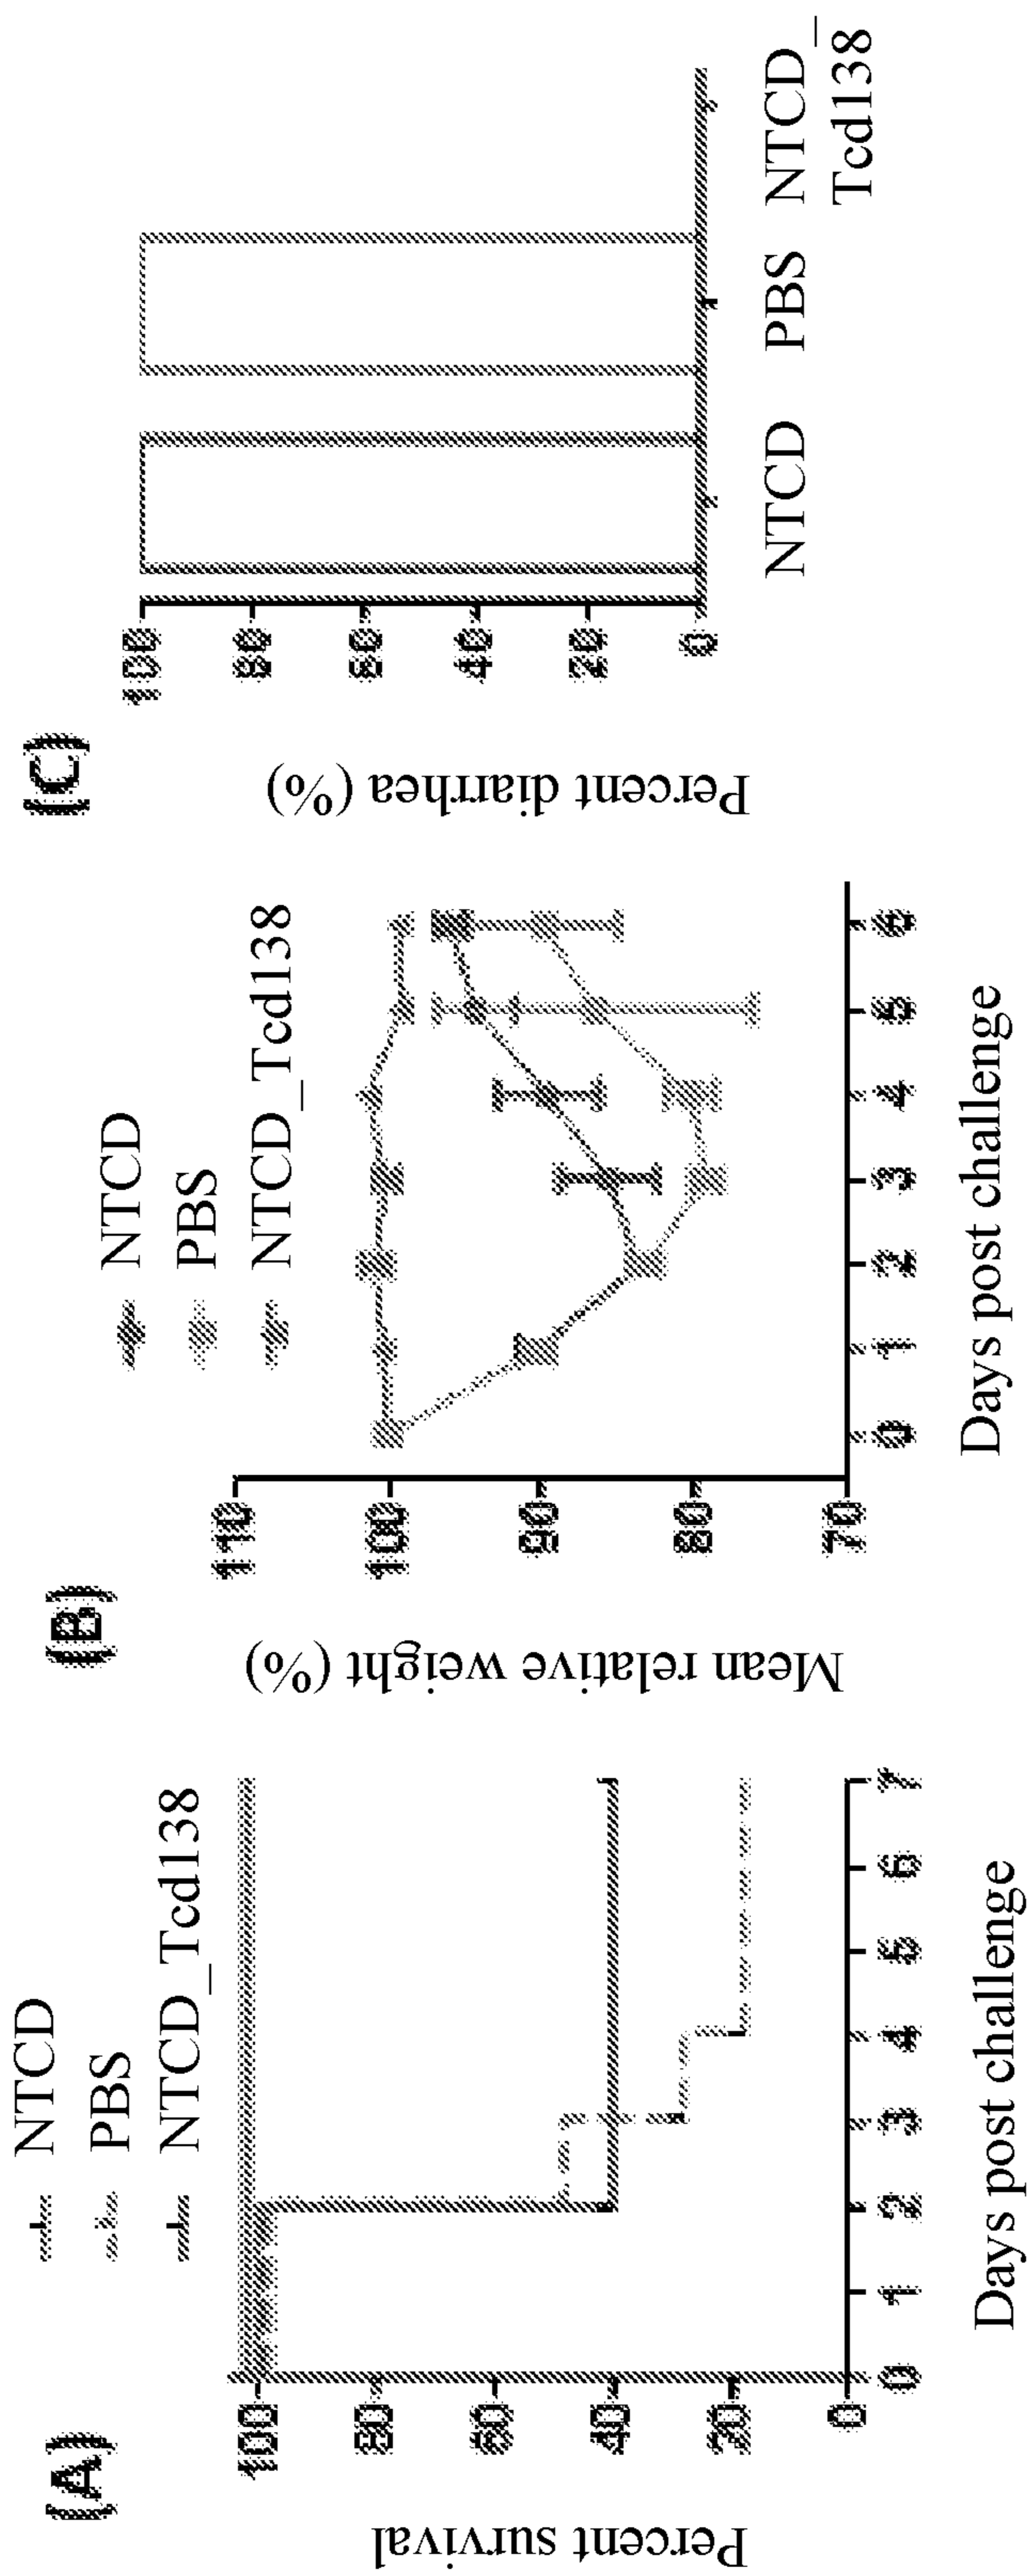 (A)
NTCD
PBS
NTCD_Tcd138
Percent survival
100
80
60
40
20
0
0 1 2 3 4 5 6 7
Days post challenge
(B)
NTCD
PBS
NTCD_Tcd138
Mean relative weight (%)
110
100
90
80
70
0 1 2 3 4 5 6
Days post challenge
(C)
Percent diarrhea (%)
100
80
60
40
20
0
NTCD PBS NTCD_
Tcd138